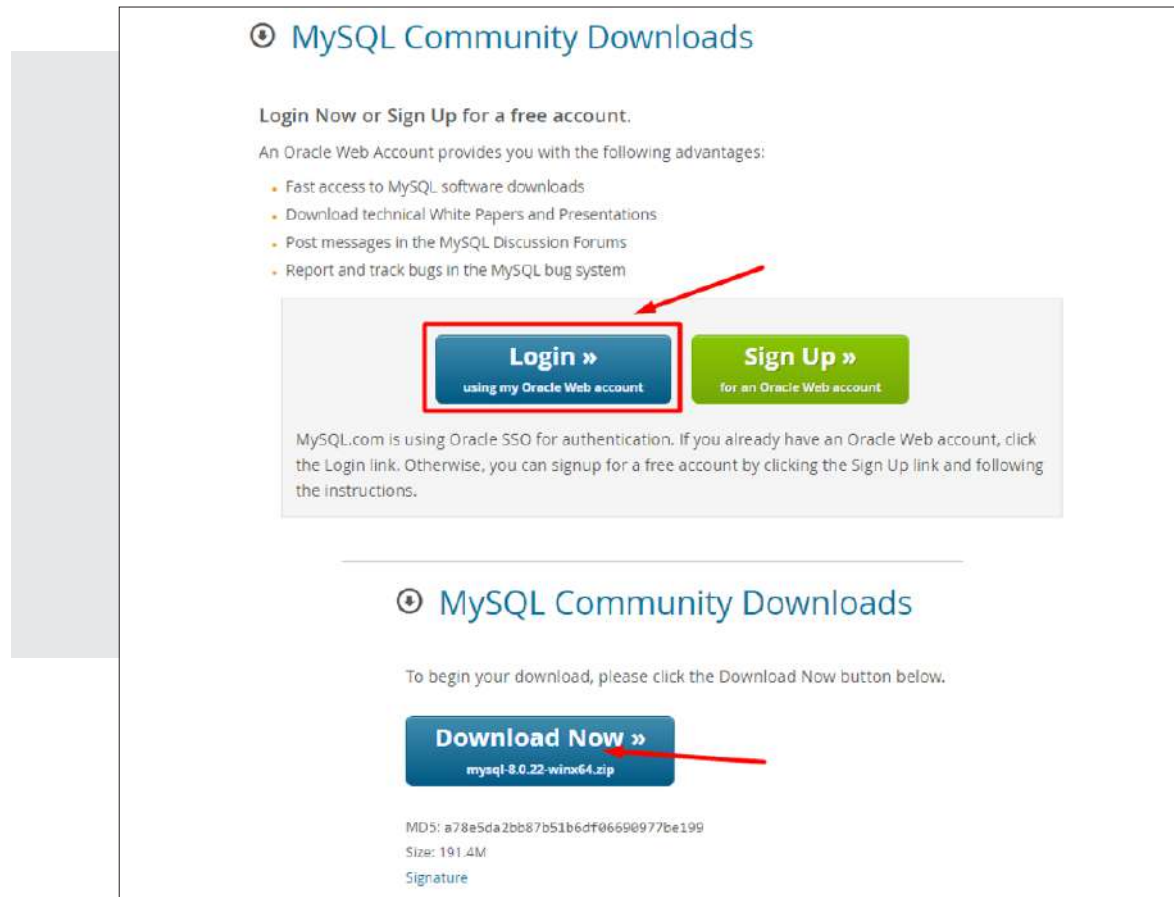 MySQL Community Downloads
Login Now or Sign Up for a free account.
An Oracle Web Account provides you with the following advantages:
Fast access to MySQL software downloads
Download technical White Papers and Presentations
Post messages in the MySQL Discussion Forums
Report and track bugs in the MySQL bug system
Login »
using my Oracle Web account
Sign Up »
for an Oracle Web account
MySQL.com is using Oracle SSO for authentication. If you already have an Oracle Web account, click
the Login link. Otherwise, you can signup for a free account by clicking the Sign Up link and following
the instructions.
MySQL Community Downloads
To begin your download, please click the Download Now button below.
Download Now »
mysql-8.0.22-winx64.zip
MD5: a78e5da2bb87b51b6df06690977be199
Size: 191.4M
Signature